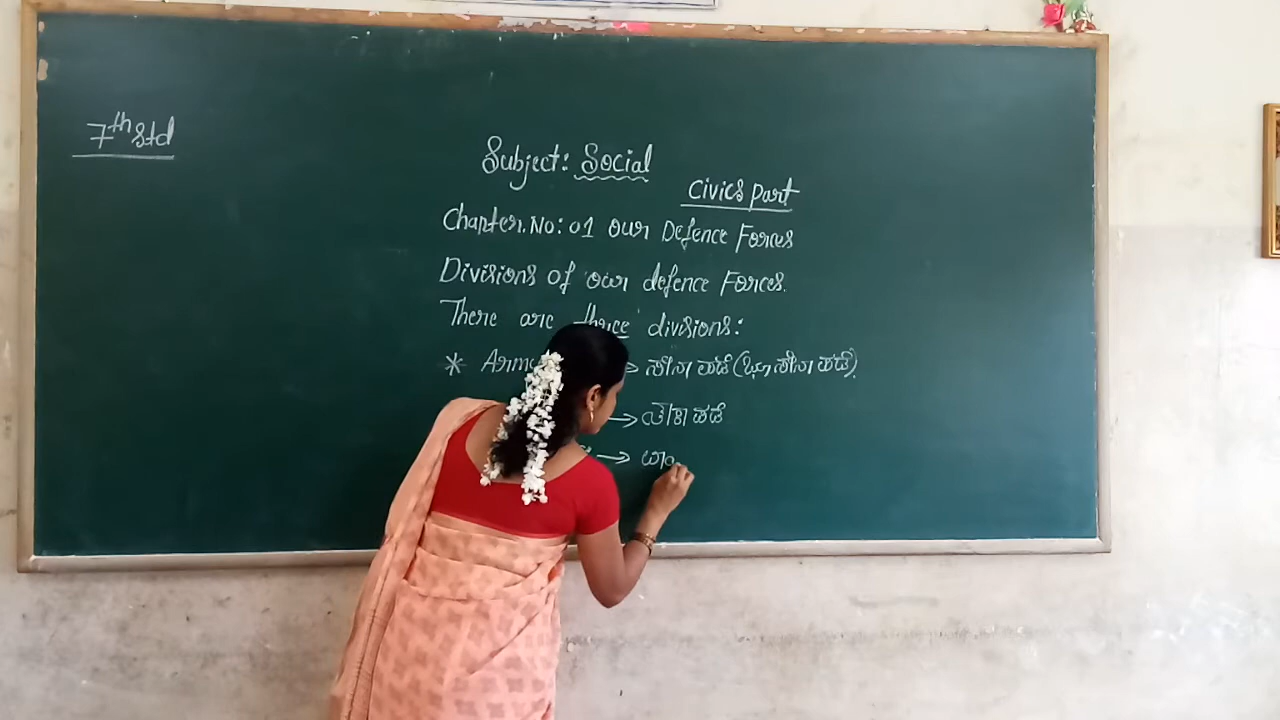 7th Std
Subject: Social
Civics part
Chapter.No: 01 Our Defence Forces
Divisions of our defence Forces.
There are three divisions:
* → ಸೇನಾ ಪಡೆ (ಭೂ ಸೇನಾ ಪಡೆ).
→ ಪಡೆ
→